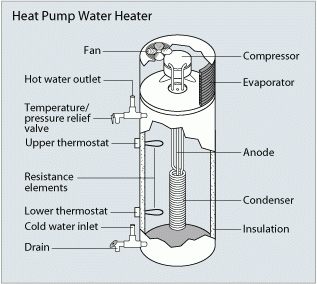 Heat Pump Water Heater
Fan
Compressor
Hot water outlet
Evaporator
Temperature/
pressure relief
valve
Upper thermostat
Anode
Resistance
elements
Condenser
Lower thermostat
Cold water inlet
Insulation
Drain